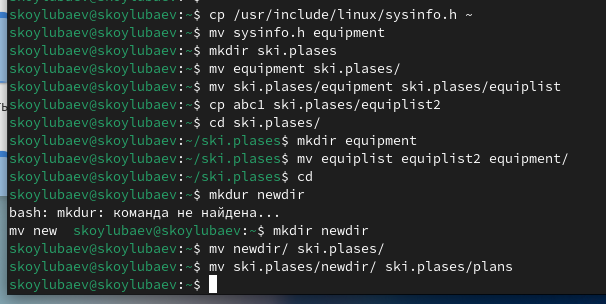 skoylubaev@skoylubaev:~$ cp /usr/include/linux/sysinfo.h ~
skoylubaev@skoylubaev:~$ mv sysinfo.h equipment
skoylubaev@skoylubaev:~$ mkdir ski.plases
skoylubaev@skoylubaev:~$ mv equipment ski.plases/
skoylubaev@skoylubaev:~$ mv ski.plases/equipment ski.plases/equiplist
skoylubaev@skoylubaev:~$ cp abc1 ski.plases/equiplist2
skoylubaev@skoylubaev:~$ cd ski.plases/
skoylubaev@skoylubaev:~/ski.plases$ mkdir equipment
skoylubaev@skoylubaev:~/ski.plases$ mv equiplist equiplist2 equipment/
skoylubaev@skoylubaev:~/ski.plases$ cd
skoylubaev@skoylubaev:~$ mkdur newdir
bash: mkdur: команда не найдена...
mv new  skoylubaev@skoylubaev:~$ mkdir newdir
skoylubaev@skoylubaev:~$ mv newdir/ ski.plases/
skoylubaev@skoylubaev:~$ mv ski.plases/newdir/ ski.plases/plans
skoylubaev@skoylubaev:~$